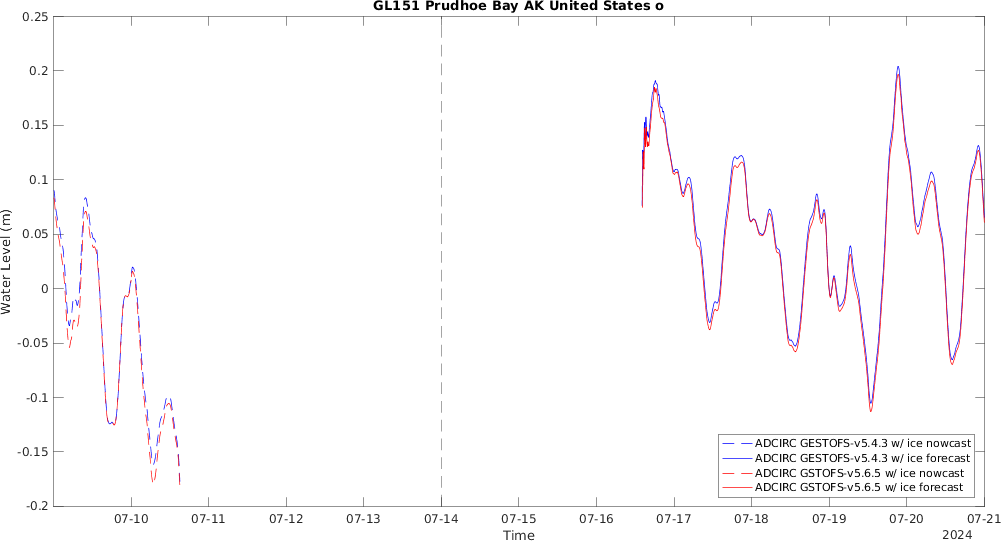 GL151 Prudhoe Bay AK United States o
0.25
0.2
0.15
0.1
0.05
0
-0.05
-0.1
-0.15
-0.2
Water Level (m)
ADCIRC GESTOFS-v5.4.3 w/ ice nowcast
ADCIRC GESTOFS-v5.4.3 w/ ice forecast
ADCIRC GSTOFS-v5.6.5 w/ ice nowcast
ADCIRC GSTOFS-v5.6.5 w/ ice forecast
07-10 07-11 07-12 07-13 07-14 07-15 07-16 07-17 07-18 07-19 07-20 07-21
Time
2024